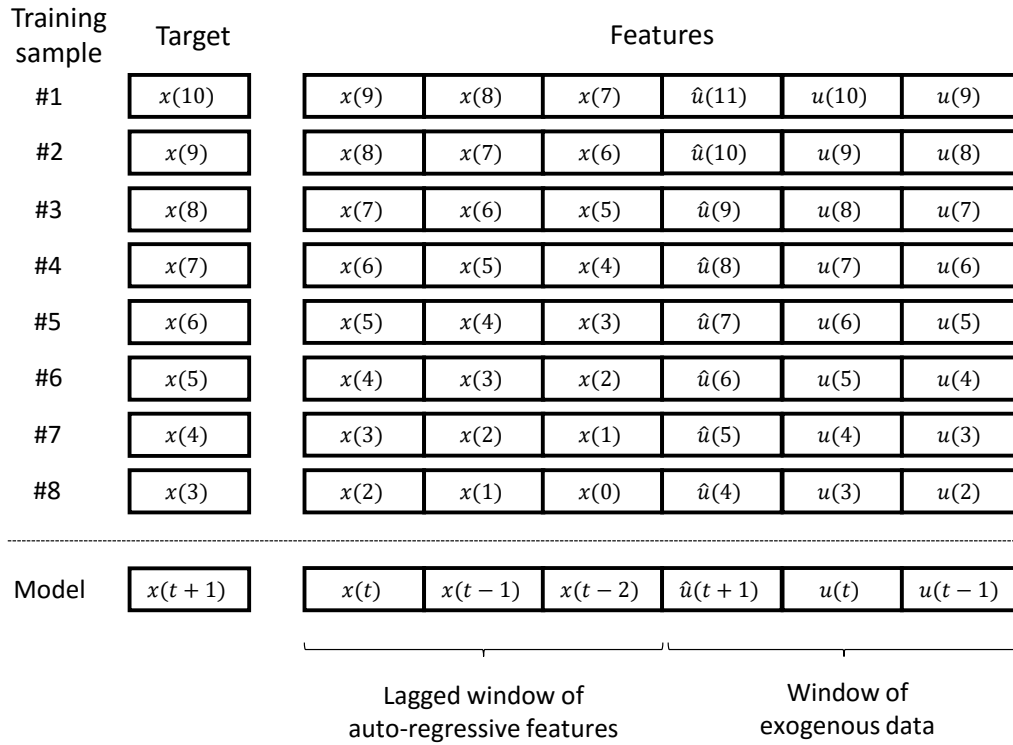 Training
sample Target Features
#1 x(10) x(9) x(8) x(7) û(11) u(10) u(9)
#2 x(9) x(8) x(7) x(6) û(10) u(9) u(8)
#3 x(8) x(7) x(6) x(5) û(9) u(8) u(7)
#4 x(7) x(6) x(5) x(4) û(8) u(7) u(6)
#5 x(6) x(5) x(4) x(3) û(7) u(6) u(5)
#6 x(5) x(4) x(3) x(2) û(6) u(5) u(4)
#7 x(4) x(3) x(2) x(1) û(5) u(4) u(3)
#8 x(3) x(2) x(1) x(0) û(4) u(3) u(2)
Model x(t + 1) x(t) x(t − 1) x(t − 2) û(t + 1) u(t) u(t − 1)
Lagged window of
auto-regressive features
Window of
exogenous data